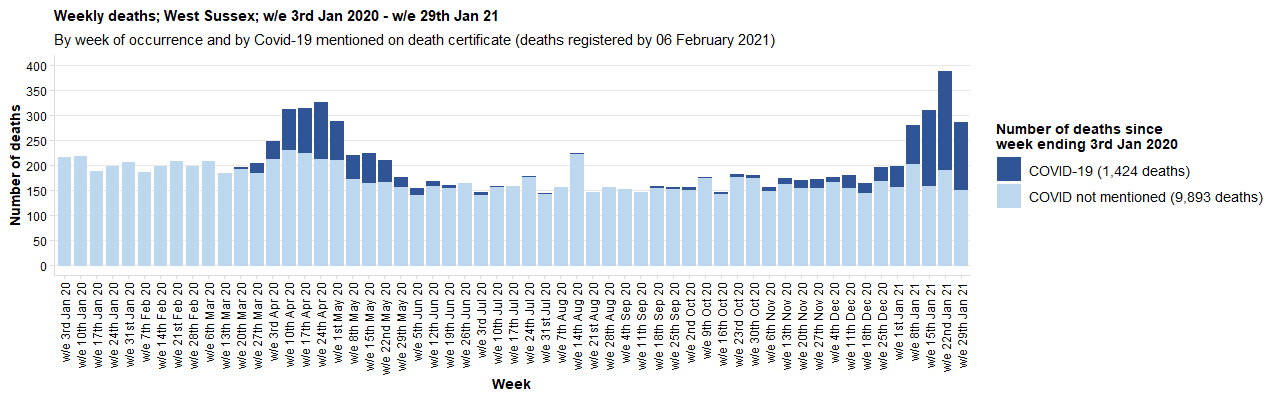 Weekly deaths; West Sussex; w/e 3rd Jan 2020 - w/e 29th Jan 21
By week of occurrence and by Covid-19 mentioned on death certificate (deaths registered by 06 February 2021)
Number of deaths
400
350
300
250
200
150
100
50
0
w/e 3rd Jan 20
w/e 10th Jan 20
w/e 17th Jan 20
w/e 24th Jan 20
w/e 31st Jan 20
w/e 7th Feb 20
w/e 14th Feb 20
w/e 21st Feb 20
w/e 28th Feb 20
w/e 6th Mar 20
w/e 13th Mar 20
w/e 20th Mar 20
w/e 27th Mar 20
w/e 3rd Apr 20
w/e 10th Apr 20
w/e 17th Apr 20
w/e 24th Apr 20
w/e 1st May 20
w/e 8th May 20
w/e 15th May 20
w/e 22nd May 20
w/e 29th May 20
w/e 5th Jun 20
w/e 12th Jun 20
w/e 19th Jun 20
w/e 26th Jun 20
w/e 3rd Jul 20
w/e 10th Jul 20
w/e 17th Jul 20
w/e 24th Jul 20
w/e 31st Jul 20
w/e 7th Aug 20
w/e 14th Aug 20
w/e 21st Aug 20
w/e 28th Aug 20
w/e 4th Sep 20
w/e 11th Sep 20
w/e 18th Sep 20
w/e 25th Sep 20
w/e 2nd Oct 20
w/e 9th Oct 20
w/e 16th Oct 20
w/e 23rd Oct 20
w/e 30th Oct 20
w/e 6th Nov 20
w/e 13th Nov 20
w/e 20th Nov 20
w/e 27th Nov 20
w/e 4th Dec 20
w/e 11th Dec 20
w/e 18th Dec 20
w/e 25th Dec 20
w/e 1st Jan 21
w/e 8th Jan 21
w/e 15th Jan 21
w/e 22nd Jan 21
w/e 29th Jan 21
Week
Number of deaths since
week ending 3rd Jan 2020
COVID-19 (1,424 deaths)
COVID not mentioned (9,893 deaths)